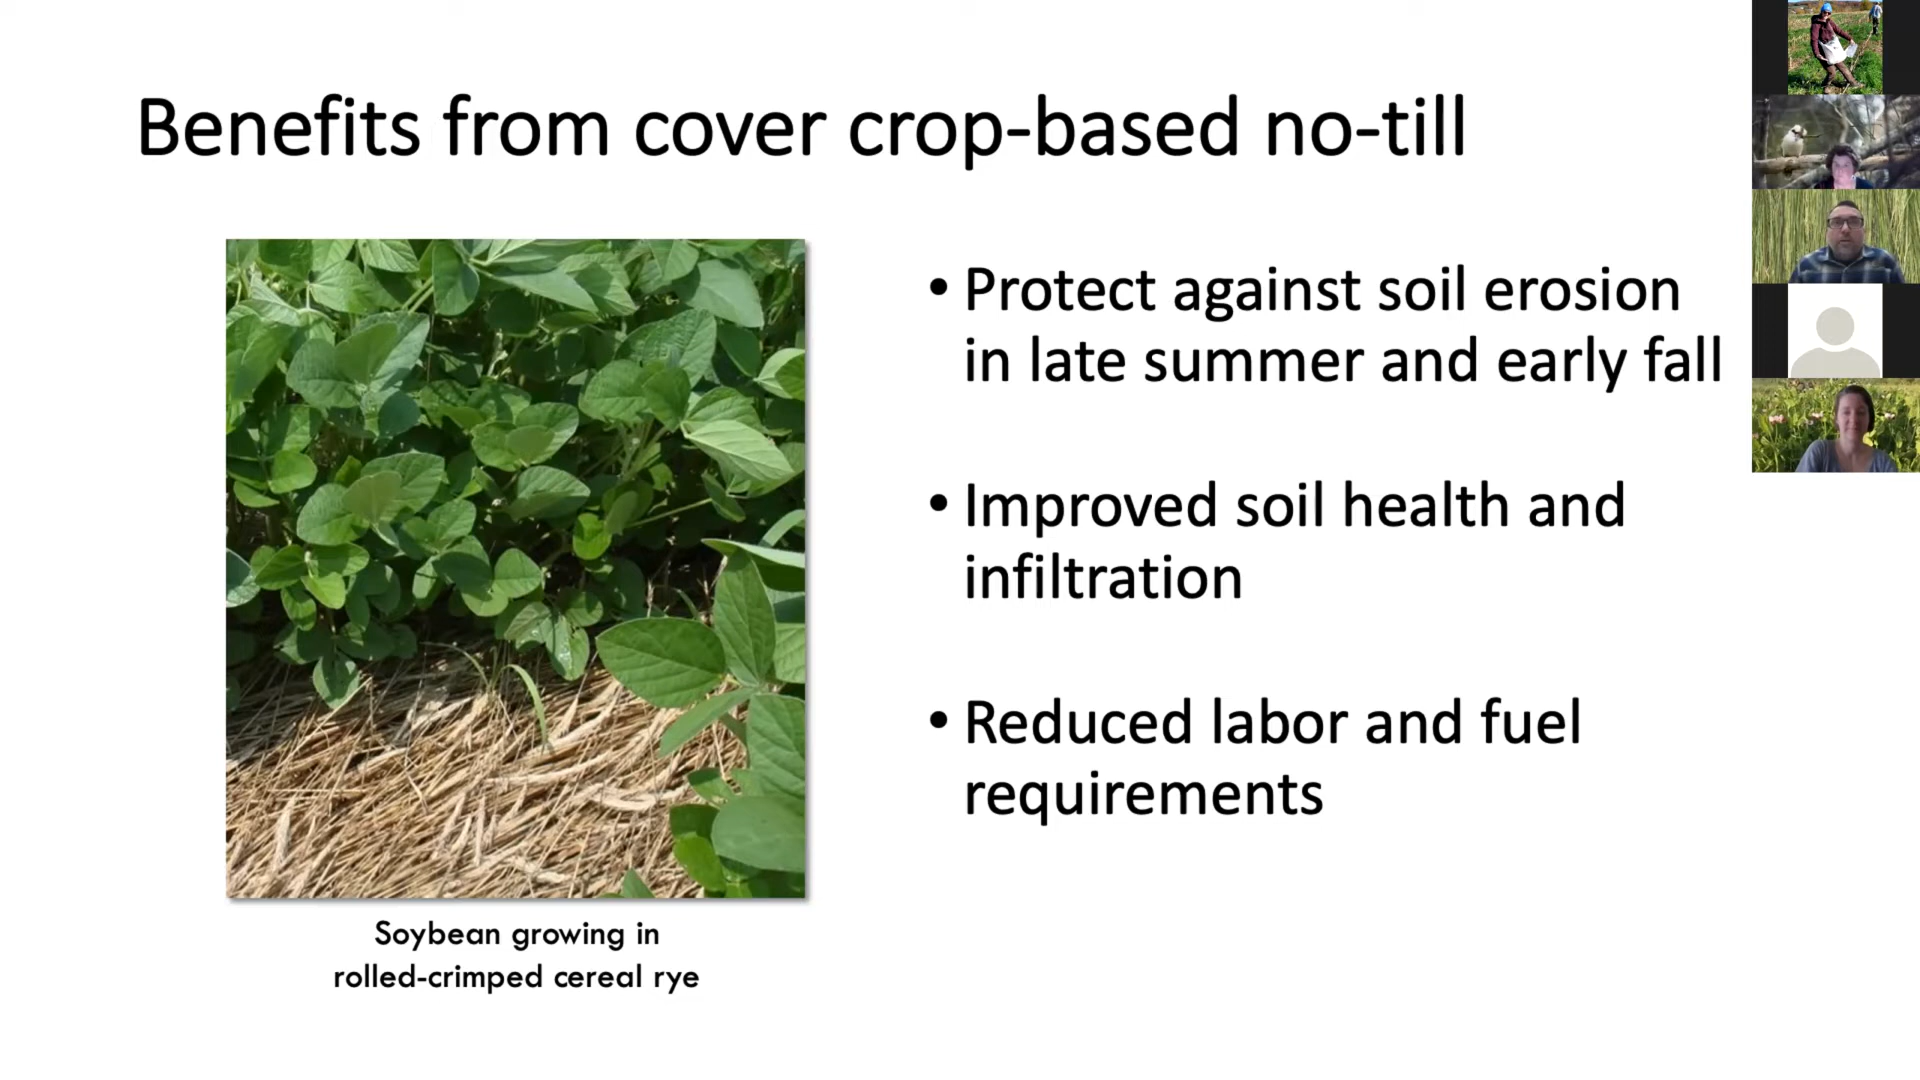 Benefits from cover crop-based no-till
• Protect against soil erosion
in late summer and early fall
• Improved soil health and
infiltration
• Reduced labor and fuel
requirements
Soybean growing in
rolled-crimped cereal rye